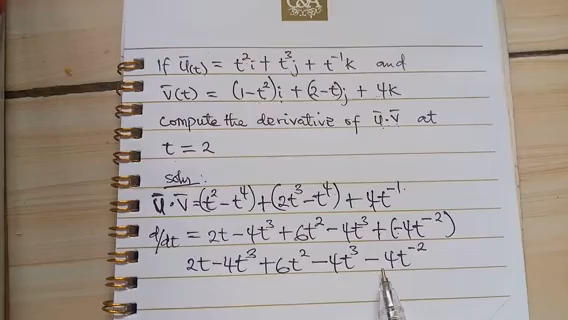 C&A
If ū(t) = t²i + t³j + t⁻¹k and
v̄(t) = (1-t²)i + (2-t)j + 4k
compute the derivative of ū·v̄ at
t = 2
soln:
ū·v̄ = (t² - t⁴) + (2t³ - t⁴) + 4t⁻¹
d/dt = 2t - 4t³ + 6t² - 4t³ + (-4t⁻²)
2t - 4t³ + 6t² - 4t³ - 4t⁻²